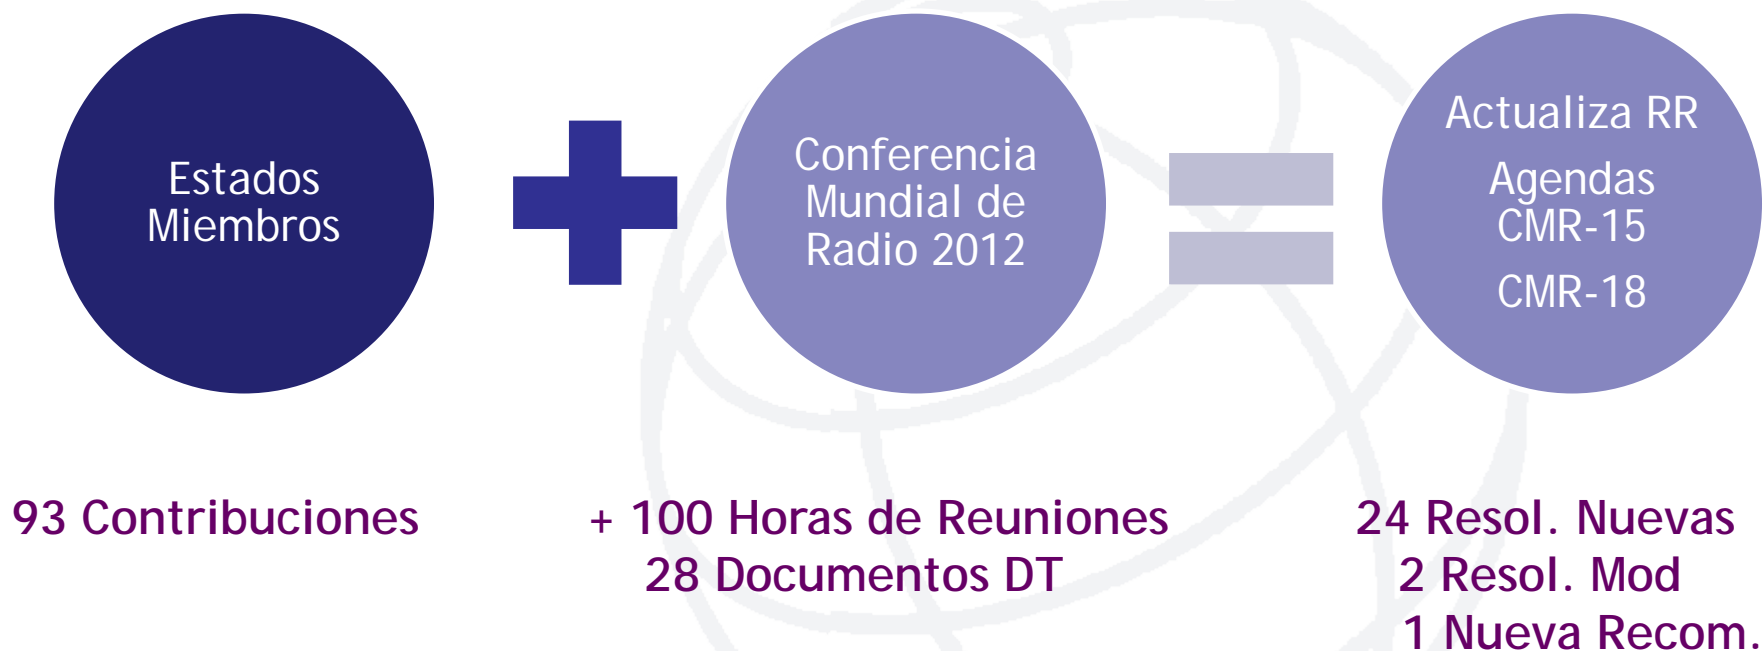 Estados
Miembros
Conferencia
Mundial de
Radio 2012
Actualiza RR
Agendas
CMR-15
CMR-18
93 Contribuciones
+ 100 Horas de Reuniones
28 Documentos DT
24 Resol. Nuevas
2 Resol. Mod
1 Nueva Recom.